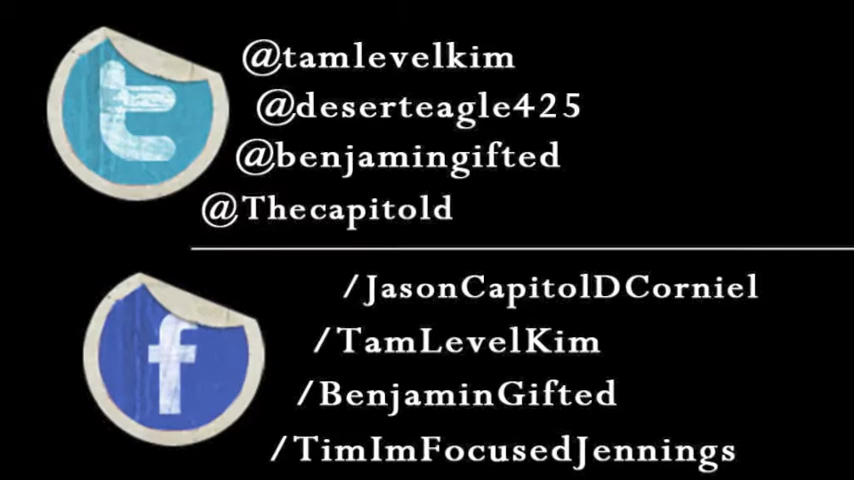 @tamlevelkim
@deserteagle425
@benjamingifted
@Thecapitold
/JasonCapitolDCorniel
/TamLevelKim
/BenjaminGifted
/TimImFocusedJennings